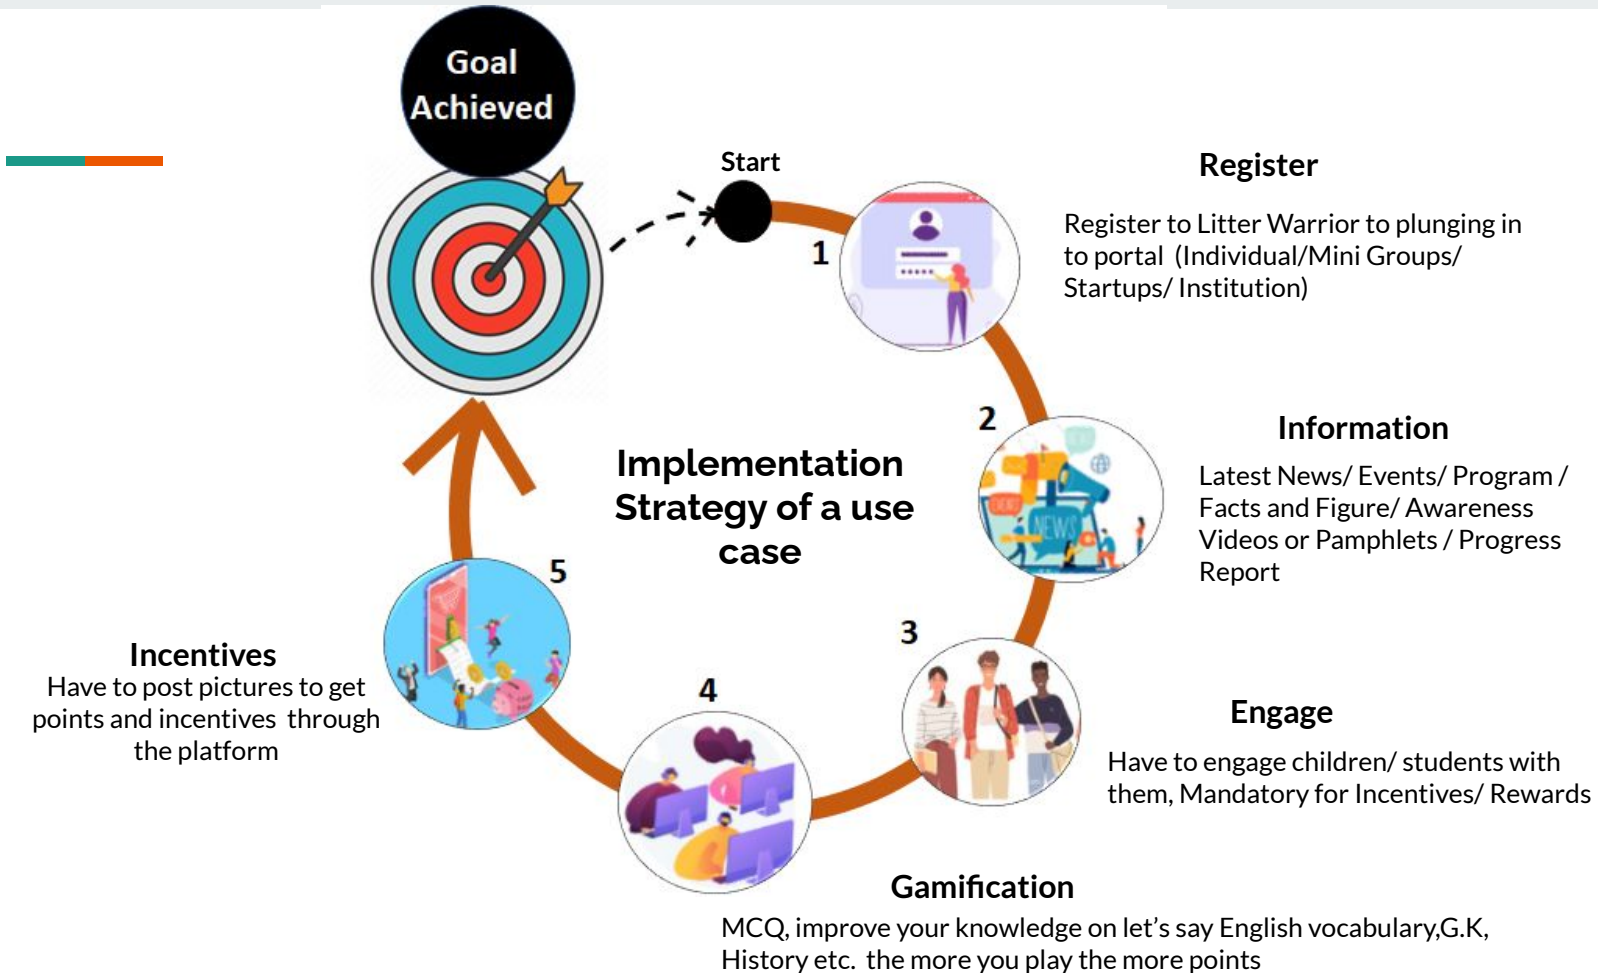 Goal
Achieved
Start
1
Register
Register to Litter Warrior to plunging in
to portal (Individual/Mini Groups/
Startups/ Institution)
2
Information
Latest News/ Events/ Program /
Facts and Figure/ Awareness
Videos or Pamphlets / Progress
Report
NEWS
EVENT
NEWS
Implementation
Strategy of a use
case
3
Engage
Have to engage children/ students with
them, Mandatory for Incentives/ Rewards
4
Gamification
MCQ, improve your knowledge on let’s say English vocabulary,G.K,
History etc. the more you play the more points
5
Incentives
Have to post pictures to get
points and incentives through
the platform